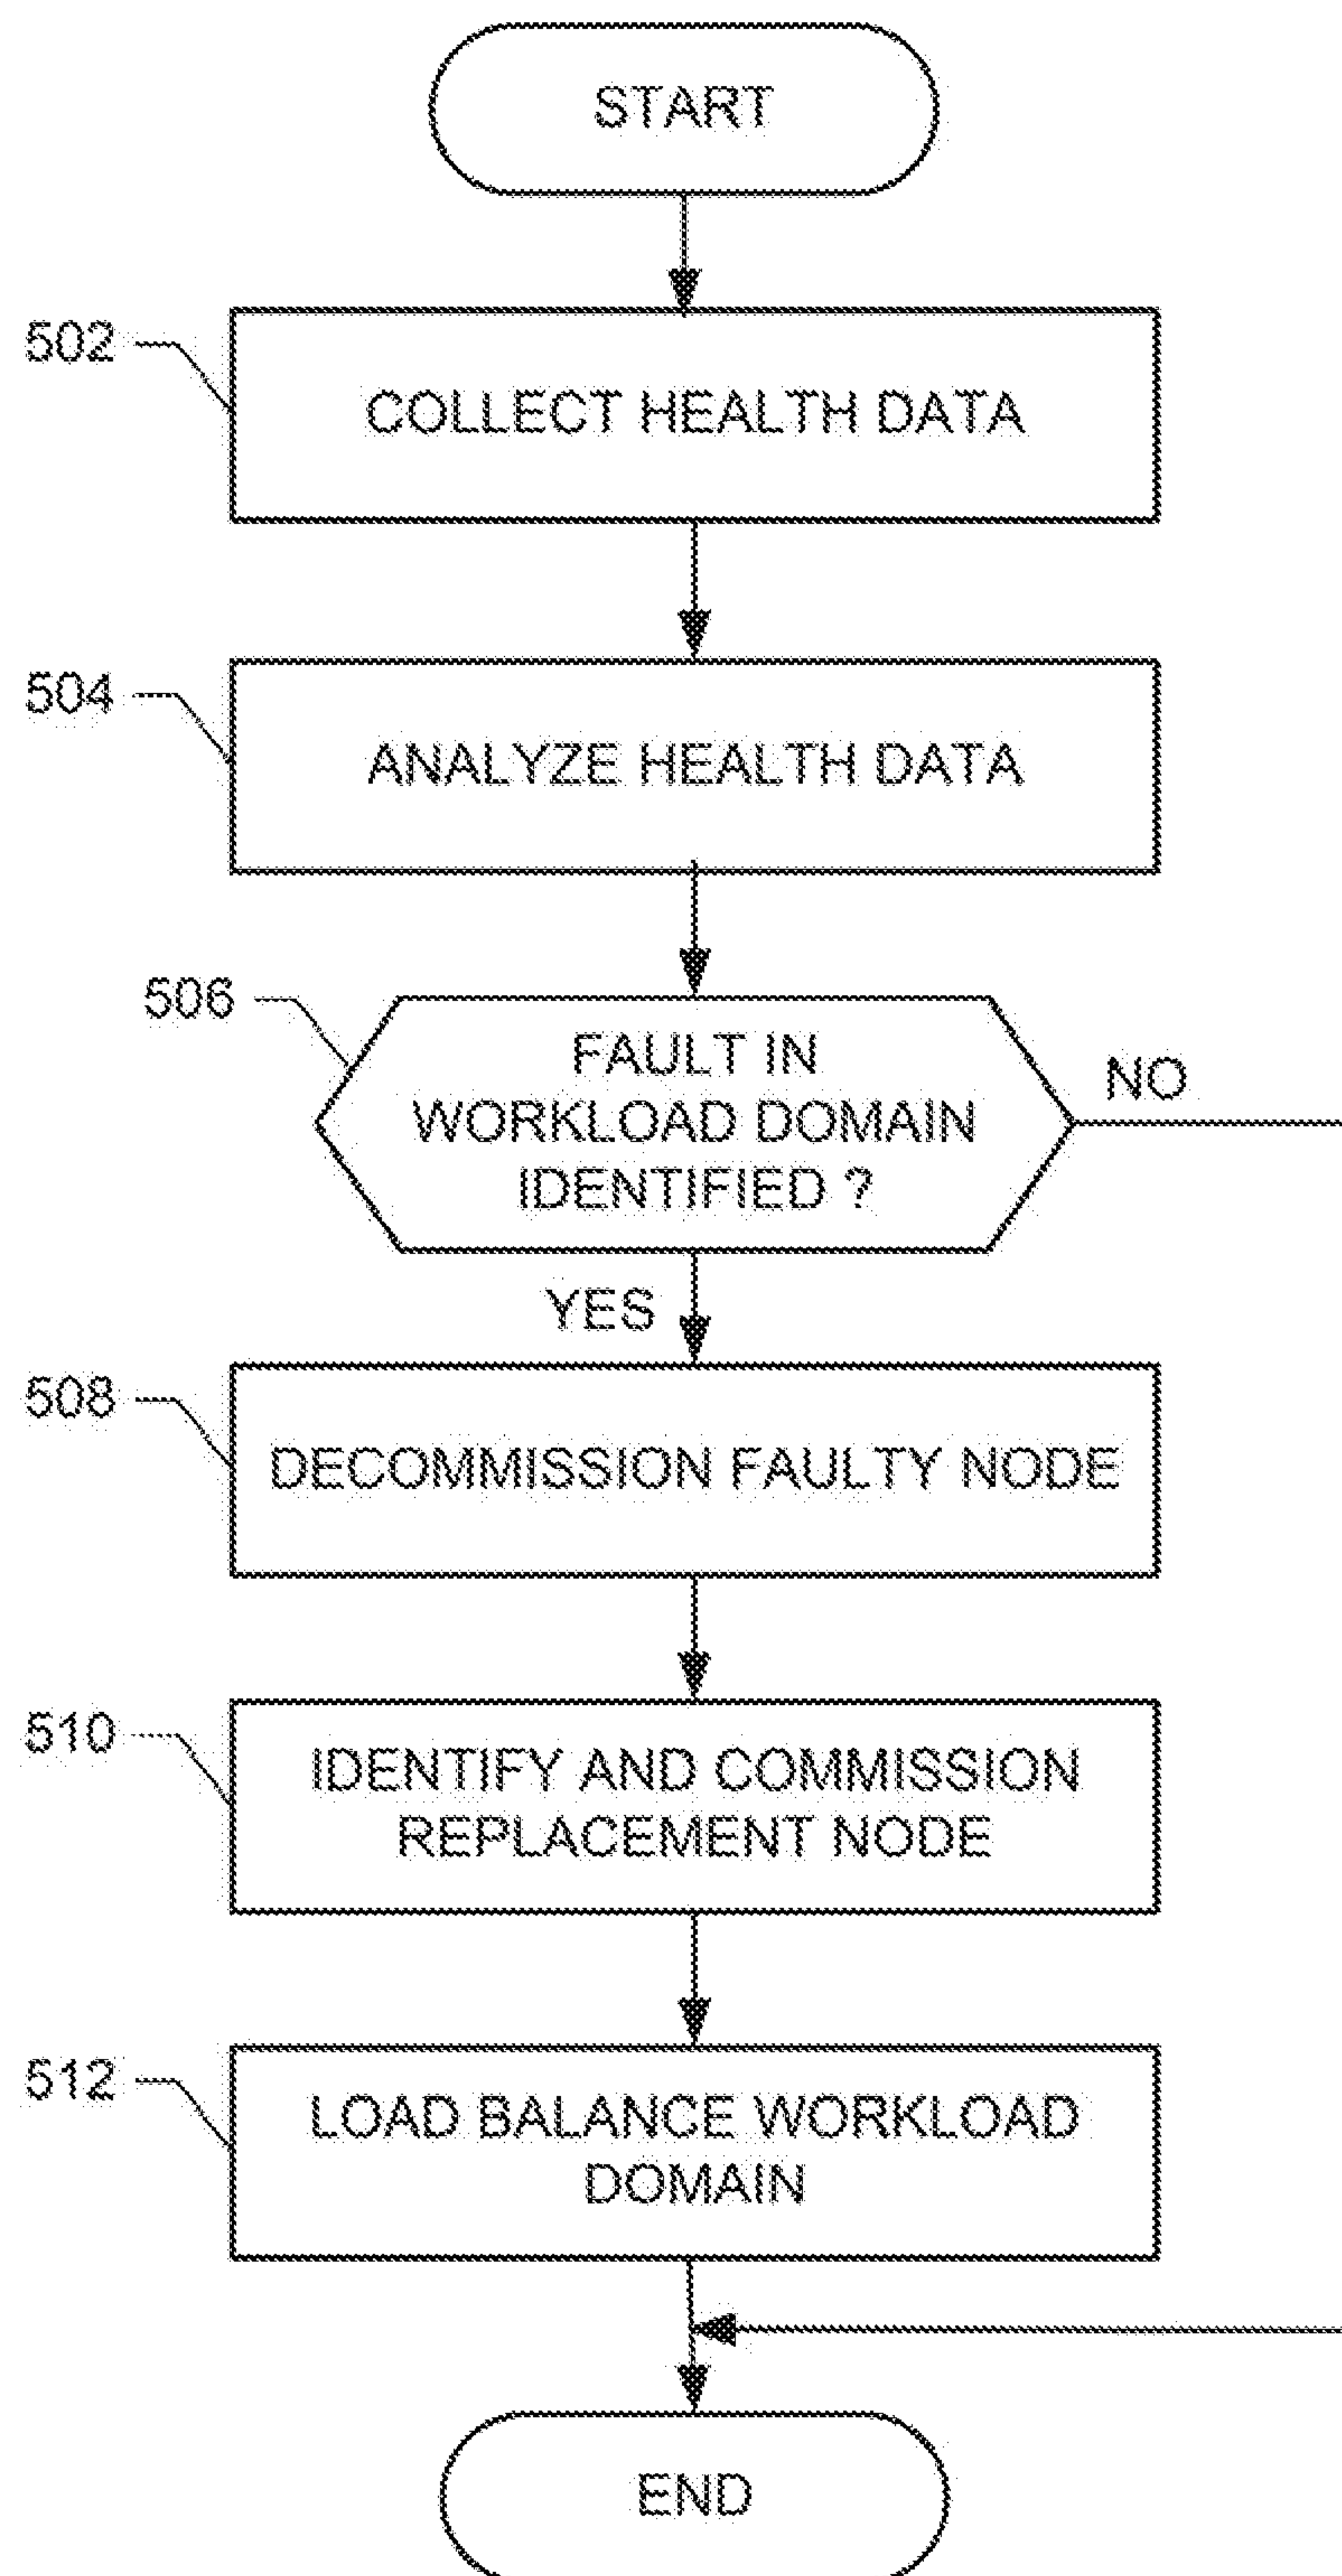 START
502
COLLECT HEALTH DATA
504
ANALYZE HEALTH DATA
506
FAULT IN
WORKLOAD DOMAIN
IDENTIFIED ?
NO
YES
508
DECOMMISSION FAULTY NODE
510
IDENTIFY AND COMMISSION
REPLACEMENT NODE
512
LOAD BALANCE WORKLOAD
DOMAIN
END